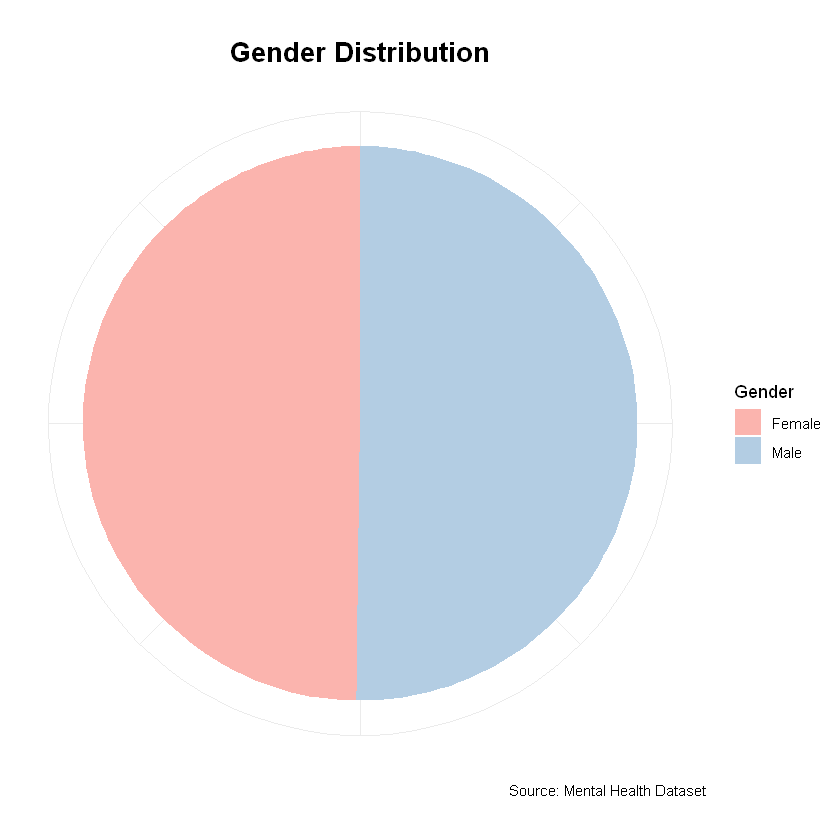 Gender Distribution
Gender
Female
Male
Source: Mental Health Dataset